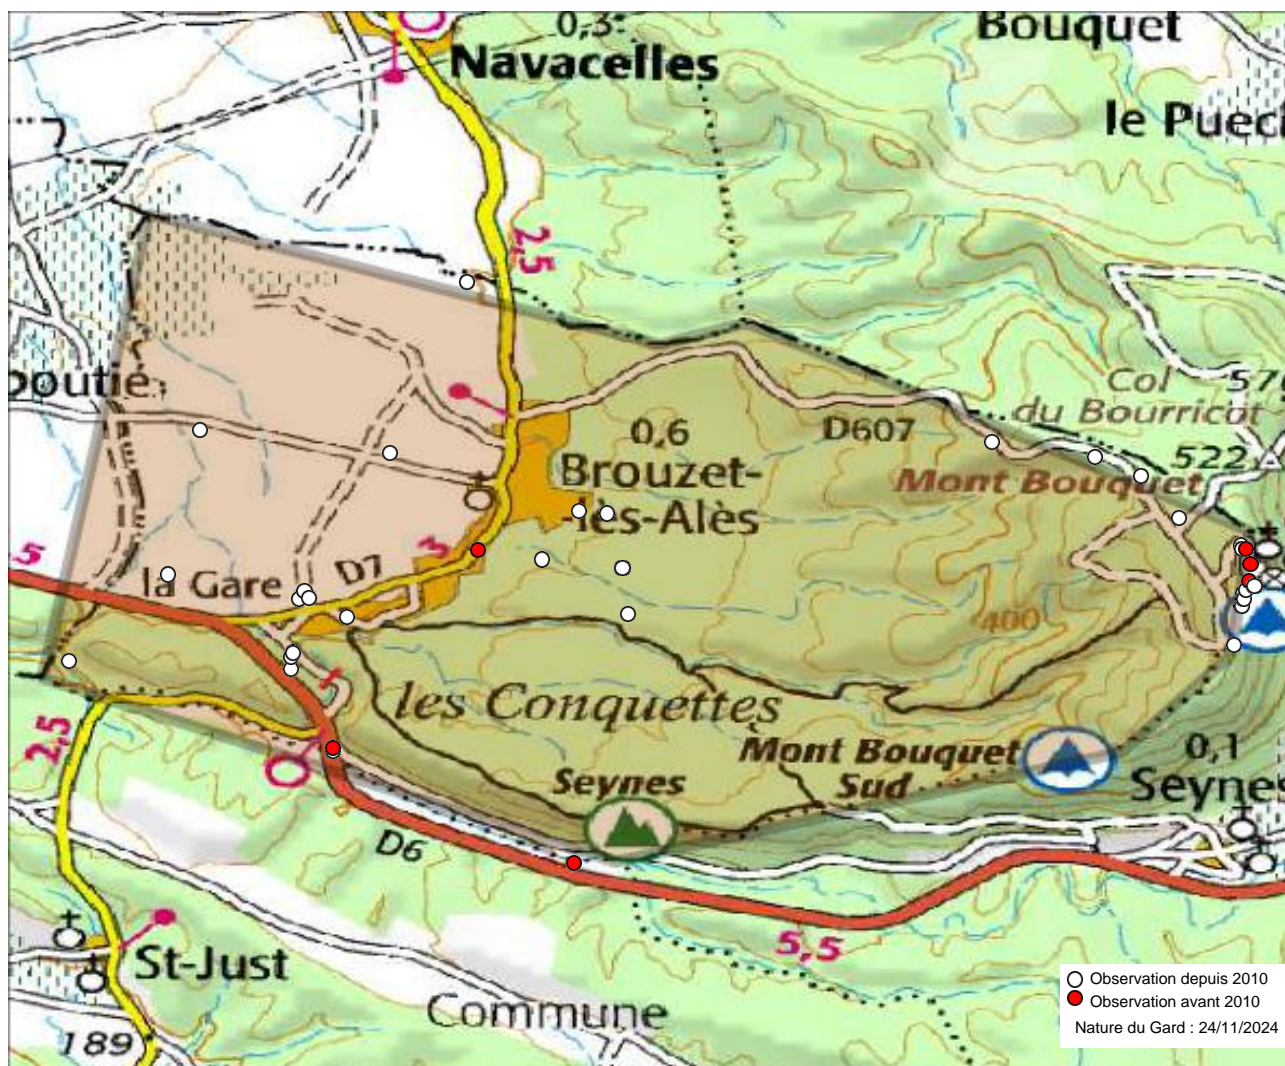 0,3
Bouquet
Navacelles
le Puech
2,5
boutie
Col
du Bourricot
570
0,6
D607
522
Brouzet-
-lès-Alès
Mont Bouquet
5
3
la Gare
D7
400
les Conquettes
2,5
Mont Bouquet
Sud
0,1
Seynes
Seynes
D6
5,5
St-Just
Commune
189
Observation depuis 2010
Observation avant 2010
Nature du Gard : 24/11/2024